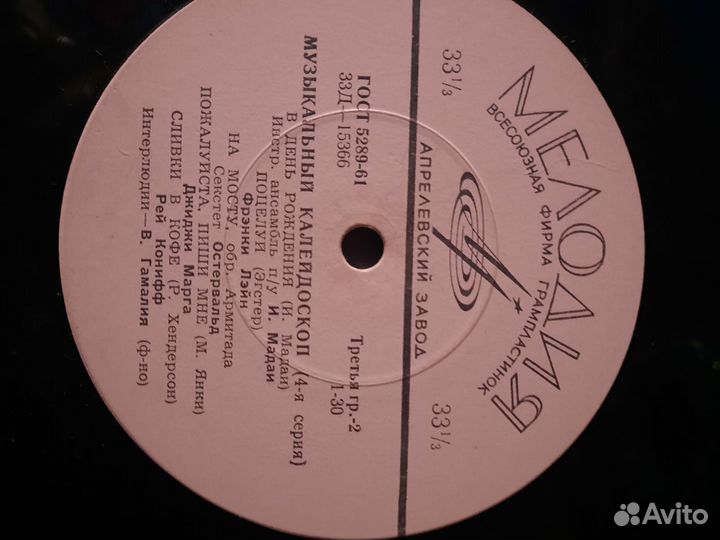 МЕЛОДИЯ
ВСЕСОЮЗНАЯ ФИРМА ГРАМПЛАСТИНОК
33⅓ 33⅓
АПРЕЛЕВСКИЙ ЗАВОД
ГОСТ 5289-61 Третья гр.-2
33Д—15366 1-30
МУЗЫКАЛЬНЫЙ КАЛЕЙДОСКОП (4-я серия)
В ДЕНЬ РОЖДЕНИЯ (И. Мадаи)
Инстр. ансамбль п/у И. Мадаи
ПОЦЕЛУИ (Эгстер)
Фрэнки Лэйн
НА МОСТУ, обр. Армитада
Секстет Остервальд
ПОЖАЛУЙСТА, ПИШИ МНЕ (М. Янки)
Джиджи Марга
СЛИВКИ В КОФЕ (Р. Хендерсон)
Рей Конифф
Интерлюдии—В. Гамалия (ф-но)
Avito